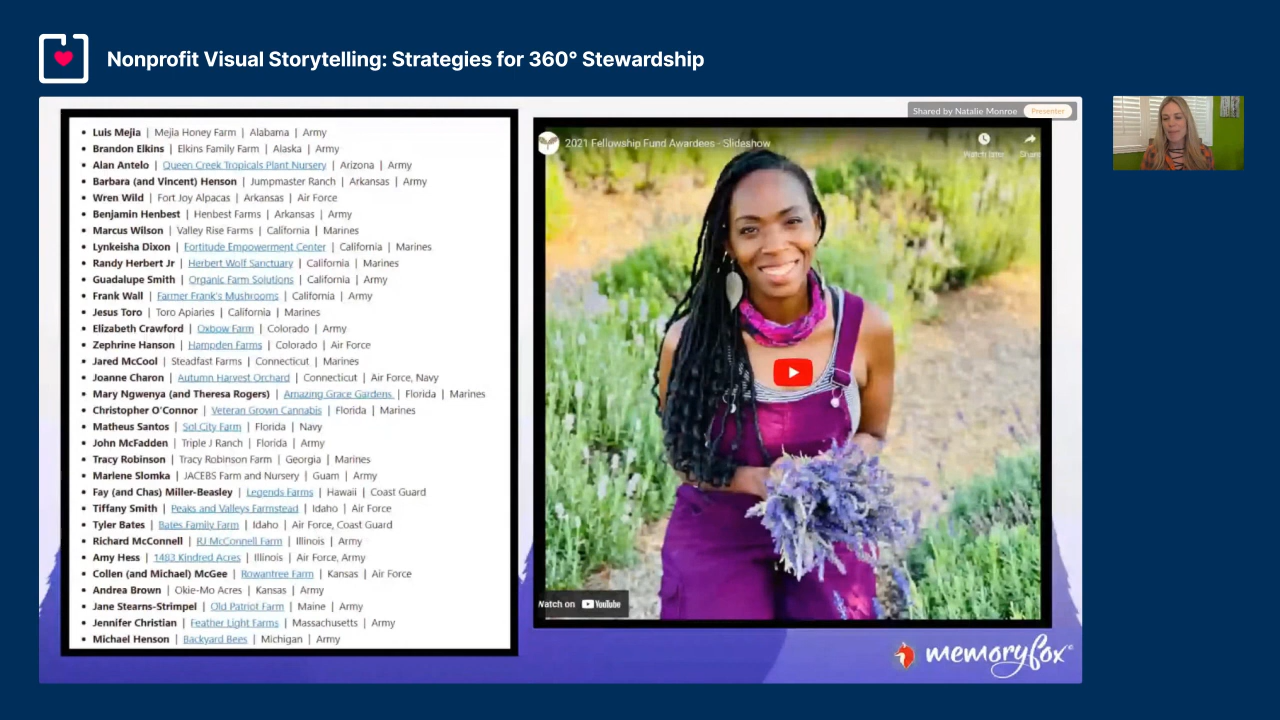 Nonprofit Visual Storytelling: Strategies for 360° Stewardship
Shared by Natalie Monroe Presenter
• Luis Mejia | Mejia Honey Farm | Alabama | Army
• Brandon Elkins | Elkins Family Farm | Alaska | Army
• Alan Antelo | Queen Creek Tropicals Plant Nursery | Arizona | Army
• Barbara (and Vincent) Henson | Jumpmaster Ranch | Arkansas | Army
• Wren Wild | Fort Joy Alpacas | Arkansas | Air Force
• Benjamin Henbest | Henbest Farms | Arkansas | Army
• Marcus Wilson | Valley Rise Farms | California | Marines
• Lynkeisha Dixon | Fortitude Empowerment Center | California | Marines
• Randy Herbert Jr | Herbert Wolf Sanctuary | California | Marines
• Guadalupe Smith | Organic Farm Solutions | California | Army
• Frank Wall | Farmer Frank's Mushrooms | California | Army
• Jesus Toro | Toro Apiaries | California | Marines
• Elizabeth Crawford | Oxbow Farm | Colorado | Army
• Zephrine Hanson | Hampden Farms | Colorado | Air Force
• Jared McCool | Steadfast Farms | Connecticut | Marines
• Joanne Charon | Autumn Harvest Orchard | Connecticut | Air Force, Navy
• Mary Ngwenya (and Theresa Rogers) | Amazing Grace Gardens | Florida | Marines
• Christopher O'Connor | Veteran Grown Cannabis | Florida | Marines
• Matheus Santos | Sol City Farm | Florida | Navy
• John McFadden | Triple J Ranch | Florida | Army
• Tracy Robinson | Tracy Robinson Farm | Georgia | Marines
• Marlene Slomka | JACEBS Farm and Nursery | Guam | Army
• Fay (and Chas) Miller-Beasley | Legends Farms | Hawaii | Coast Guard
• Tiffany Smith | Peaks and Valleys Farmstead | Idaho | Air Force
• Tyler Bates | Bates Family Farm | Idaho | Air Force, Coast Guard
• Richard McConnell | RJ McConnell Farm | Illinois | Army
• Amy Hess | 1483 Kindred Acres | Illinois | Air Force, Army
• Collen (and Michael) McGee | Rowantree Farm | Kansas | Air Force
• Andrea Brown | Okie-Mo Acres | Kansas | Army
• Jane Stearns-Strimpel | Old Patriot Farm | Maine | Army
• Jennifer Christian | Feather Light Farms | Massachusetts | Army
• Michael Henson | Backyard Bees | Michigan | Army
2021 Fellowship Fund Awardees - Slideshow
Watch later Share
Watch on YouTube
memoryfox